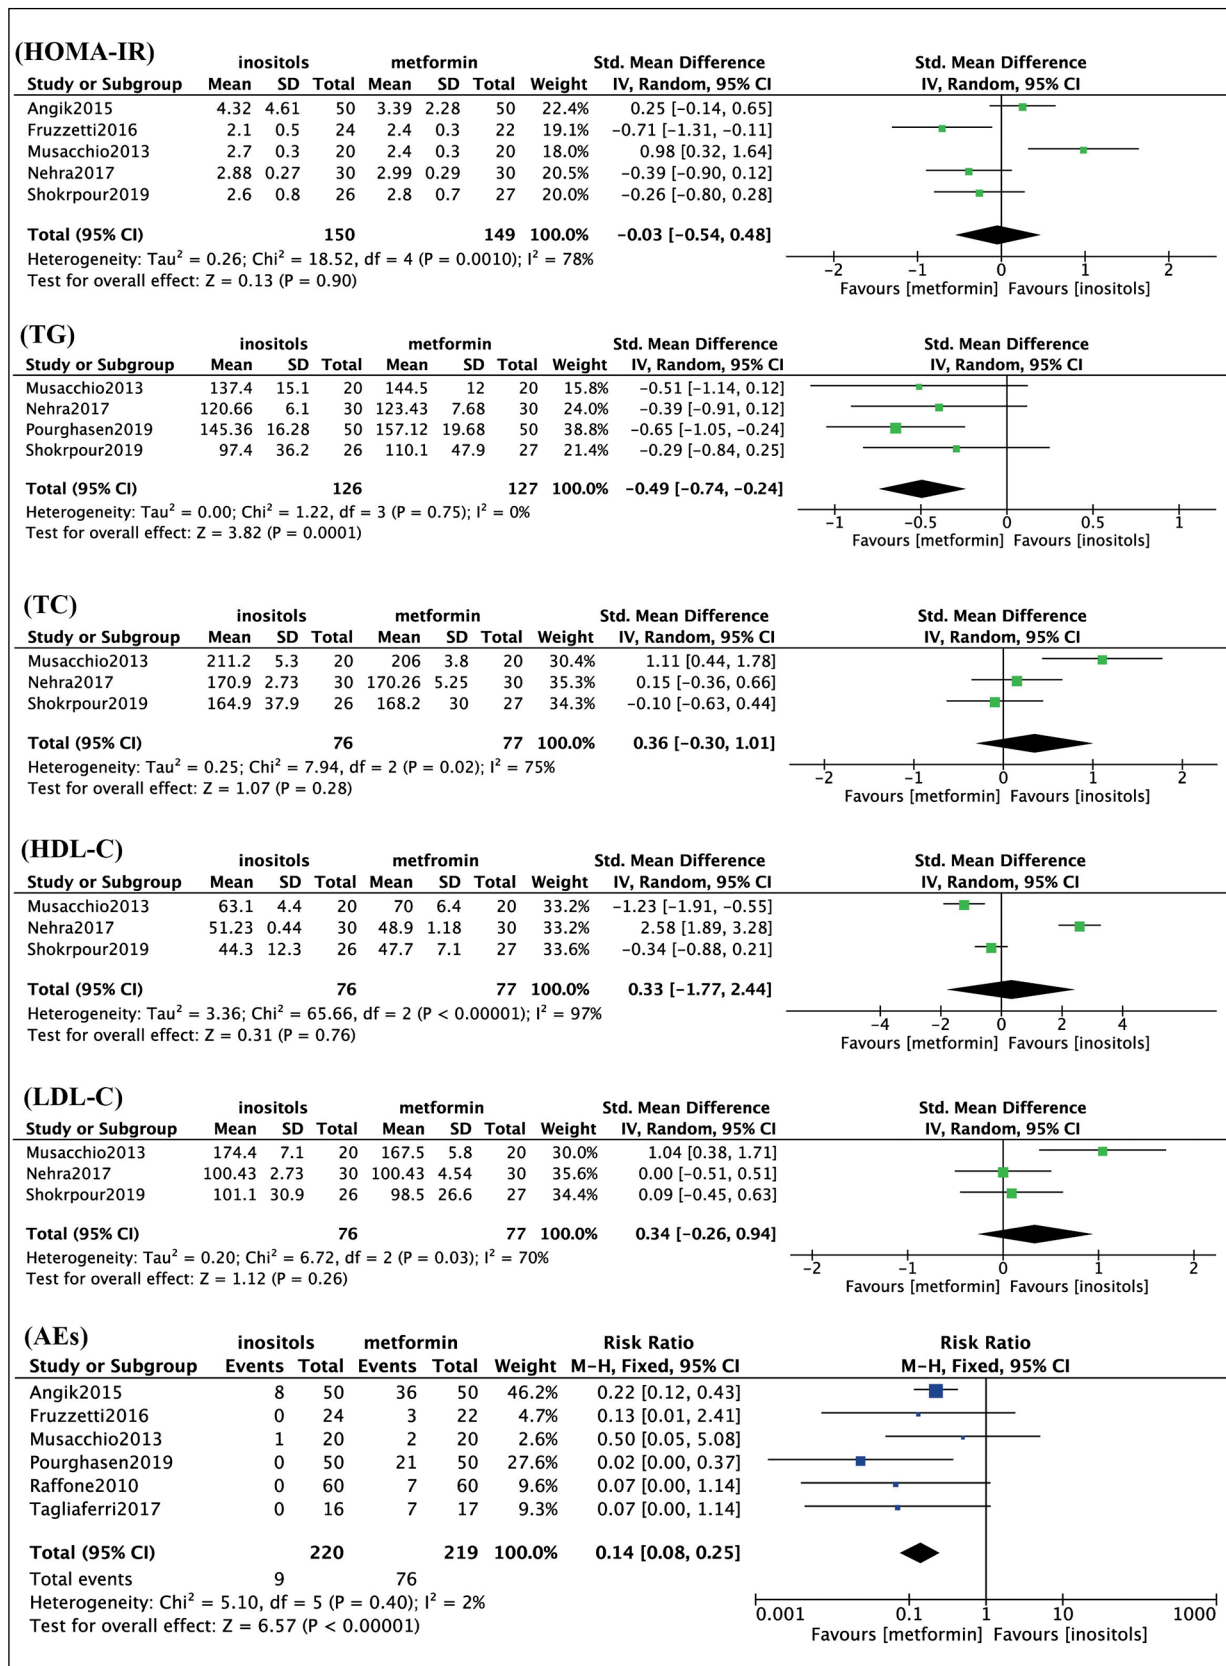 (HOMA-IR)
inositols metformin Std. Mean Difference Std. Mean Difference
Study or Subgroup Mean SD Total Mean SD Total Weight IV, Random, 95% CI IV, Random, 95% CI
Angik2015 4.32 4.61 50 3.39 2.28 50 22.4% 0.25 [−0.14, 0.65]
Fruzzetti2016 2.1 0.5 24 2.4 0.3 22 19.1% −0.71 [−1.31, −0.11]
Musacchio2013 2.7 0.3 20 2.4 0.3 20 18.0% 0.98 [0.32, 1.64]
Nehra2017 2.88 0.27 30 2.99 0.29 30 20.5% −0.39 [−0.90, 0.12]
Shokrpour2019 2.6 0.8 26 2.8 0.7 27 20.0% −0.26 [−0.80, 0.28]
Total (95% CI) 150 149 100.0% −0.03 [−0.54, 0.48]
Heterogeneity: Tau² = 0.26; Chi² = 18.52, df = 4 (P = 0.0010); I² = 78%
Test for overall effect: Z = 0.13 (P = 0.90)
−2 −1 0 1 2
Favours [metformin] Favours [inositols]
(TG)
inositols metformin Std. Mean Difference Std. Mean Difference
Study or Subgroup Mean SD Total Mean SD Total Weight IV, Random, 95% CI IV, Random, 95% CI
Musacchio2013 137.4 15.1 20 144.5 12 20 15.8% −0.51 [−1.14, 0.12]
Nehra2017 120.66 6.1 30 123.43 7.68 30 24.0% −0.39 [−0.91, 0.12]
Pourghasen2019 145.36 16.28 50 157.12 19.68 50 38.8% −0.65 [−1.05, −0.24]
Shokrpour2019 97.4 36.2 26 110.1 47.9 27 21.4% −0.29 [−0.84, 0.25]
Total (95% CI) 126 127 100.0% −0.49 [−0.74, −0.24]
Heterogeneity: Tau² = 0.00; Chi² = 1.22, df = 3 (P = 0.75); I² = 0%
Test for overall effect: Z = 3.82 (P = 0.0001)
−1 −0.5 0 0.5 1
Favours [metformin] Favours [inositols]
(TC)
inositols metformin Std. Mean Difference Std. Mean Difference
Study or Subgroup Mean SD Total Mean SD Total Weight IV, Random, 95% CI IV, Random, 95% CI
Musacchio2013 211.2 5.3 20 206 3.8 20 30.4% 1.11 [0.44, 1.78]
Nehra2017 170.9 2.73 30 170.26 5.25 30 35.3% 0.15 [−0.36, 0.66]
Shokrpour2019 164.9 37.9 26 168.2 30 27 34.3% −0.10 [−0.63, 0.44]
Total (95% CI) 76 77 100.0% 0.36 [−0.30, 1.01]
Heterogeneity: Tau² = 0.25; Chi² = 7.94, df = 2 (P = 0.02); I² = 75%
Test for overall effect: Z = 1.07 (P = 0.28)
−2 −1 0 1 2
Favours [metformin] Favours [inositols]
(HDL-C)
inositols metfromin Std. Mean Difference Std. Mean Difference
Study or Subgroup Mean SD Total Mean SD Total Weight IV, Random, 95% CI IV, Random, 95% CI
Musacchio2013 63.1 4.4 20 70 6.4 20 33.2% −1.23 [−1.91, −0.55]
Nehra2017 51.23 0.44 30 48.9 1.18 30 33.2% 2.58 [1.89, 3.28]
Shokrpour2019 44.3 12.3 26 47.7 7.1 27 33.6% −0.34 [−0.88, 0.21]
Total (95% CI) 76 77 100.0% 0.33 [−1.77, 2.44]
Heterogeneity: Tau² = 3.36; Chi² = 65.66, df = 2 (P < 0.00001); I² = 97%
Test for overall effect: Z = 0.31 (P = 0.76)
−4 −2 0 2 4
Favours [metformin] Favours [inositols]
(LDL-C)
inositols metformin Std. Mean Difference Std. Mean Difference
Study or Subgroup Mean SD Total Mean SD Total Weight IV, Random, 95% CI IV, Random, 95% CI
Musacchio2013 174.4 7.1 20 167.5 5.8 20 30.0% 1.04 [0.38, 1.71]
Nehra2017 100.43 2.73 30 100.43 4.54 30 35.6% 0.00 [−0.51, 0.51]
Shokrpour2019 101.1 30.9 26 98.5 26.6 27 34.4% 0.09 [−0.45, 0.63]
Total (95% CI) 76 77 100.0% 0.34 [−0.26, 0.94]
Heterogeneity: Tau² = 0.20; Chi² = 6.72, df = 2 (P = 0.03); I² = 70%
Test for overall effect: Z = 1.12 (P = 0.26)
−2 −1 0 1 2
Favours [metformin] Favours [inositols]
(AEs)
inositols metformin Risk Ratio Risk Ratio
Study or Subgroup Events Total Events Total Weight M−H, Fixed, 95% CI M−H, Fixed, 95% CI
Angik2015 8 50 36 50 46.2% 0.22 [0.12, 0.43]
Fruzzetti2016 0 24 3 22 4.7% 0.13 [0.01, 2.41]
Musacchio2013 1 20 2 20 2.6% 0.50 [0.05, 5.08]
Pourghasen2019 0 50 21 50 27.6% 0.02 [0.00, 0.37]
Raffone2010 0 60 7 60 9.6% 0.07 [0.00, 1.14]
Tagliaferri2017 0 16 7 17 9.3% 0.07 [0.00, 1.14]
Total (95% CI) 220 219 100.0% 0.14 [0.08, 0.25]
Total events 9 76
Heterogeneity: Chi² = 5.10, df = 5 (P = 0.40); I² = 2%
Test for overall effect: Z = 6.57 (P < 0.00001)
0.001 0.1 1 10 1000
Favours [metformin] Favours [inositols]